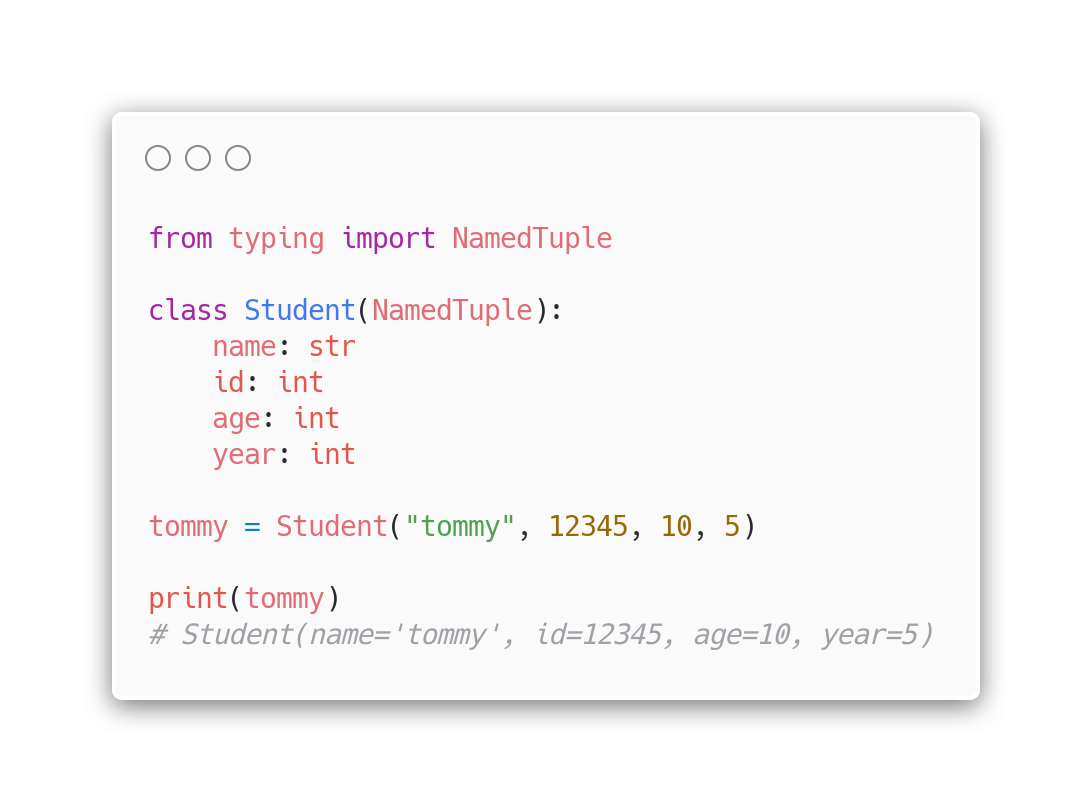 from typing import NamedTuple

class Student(NamedTuple):
    name: str
    id: int
    age: int
    year: int

tommy = Student("tommy", 12345, 10, 5)

print(tommy)
# Student(name='tommy', id=12345, age=10, year=5)